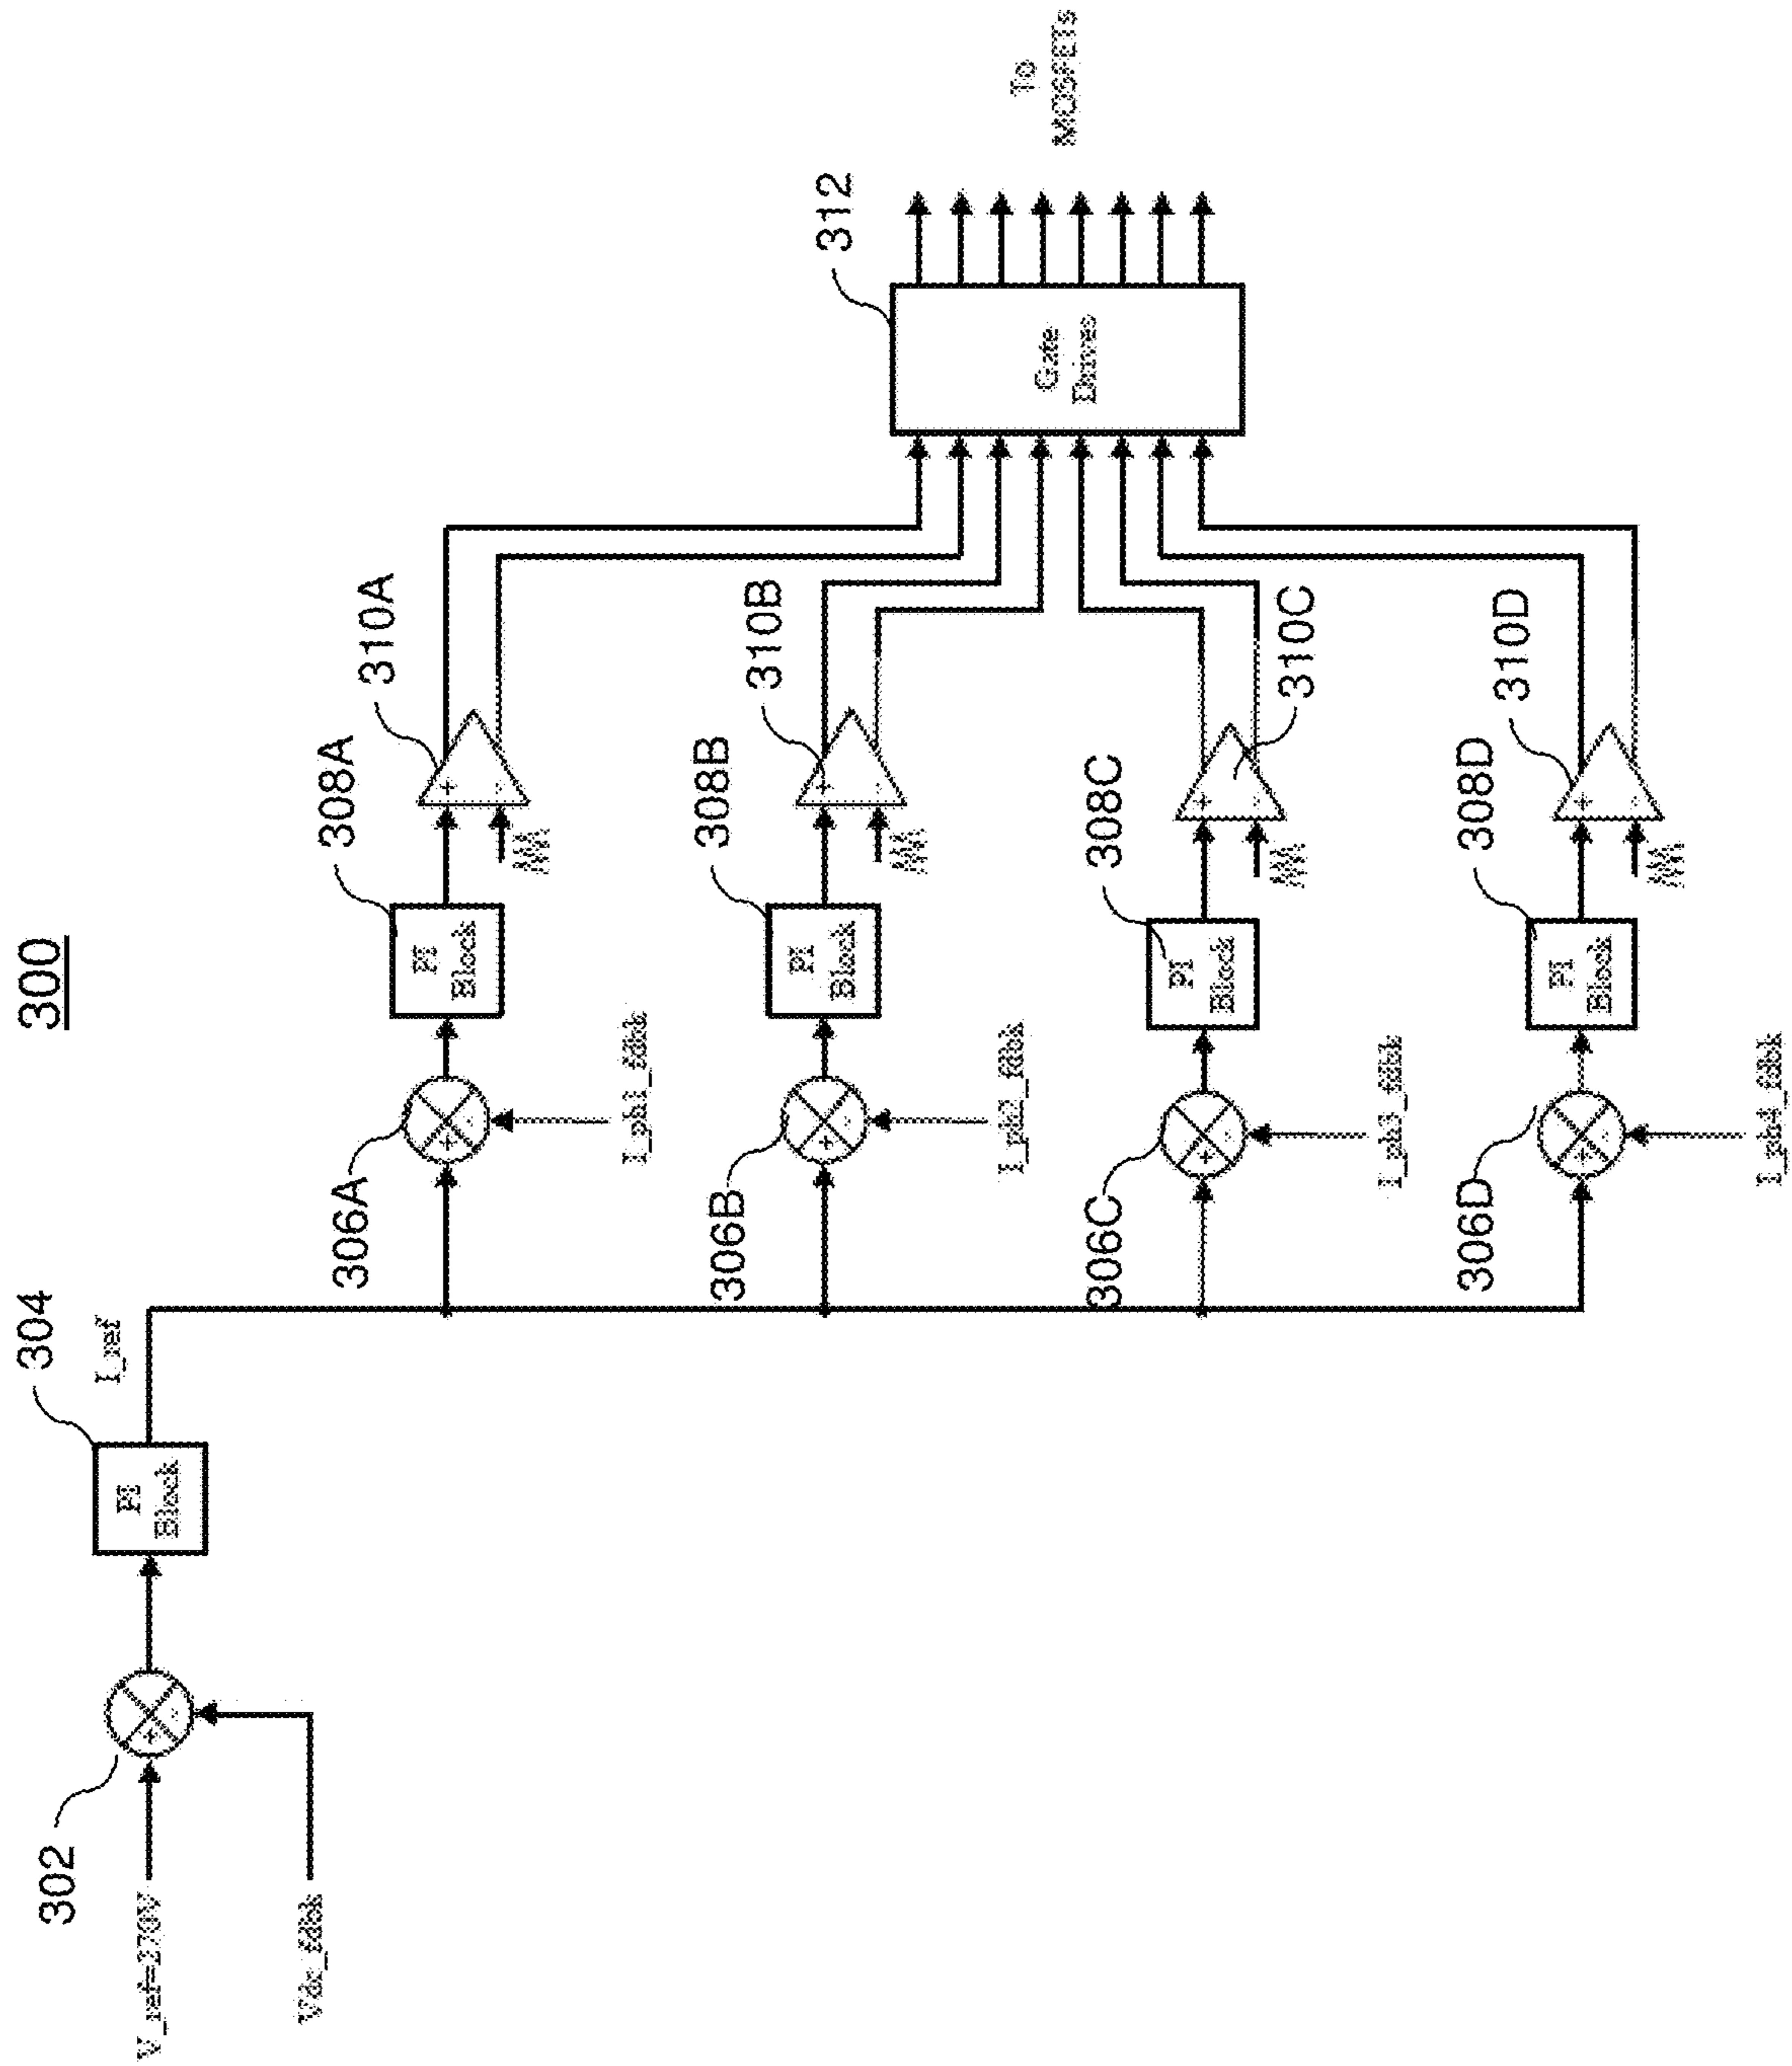 300
302
V_ref=270V
Vdc_fdbk
304
PI
Block
I_ref
306A
I_ph1_fdbk
308A
PI
Block
310A
+
-
306B
I_ph2_fdbk
308B
PI
Block
310B
+
-
306C
I_ph3_fdbk
308C
PI
Block
310C
+
-
306D
I_ph4_fdbk
308D
PI
Block
310D
+
-
312
Gate
Drives
To
MOSFETs